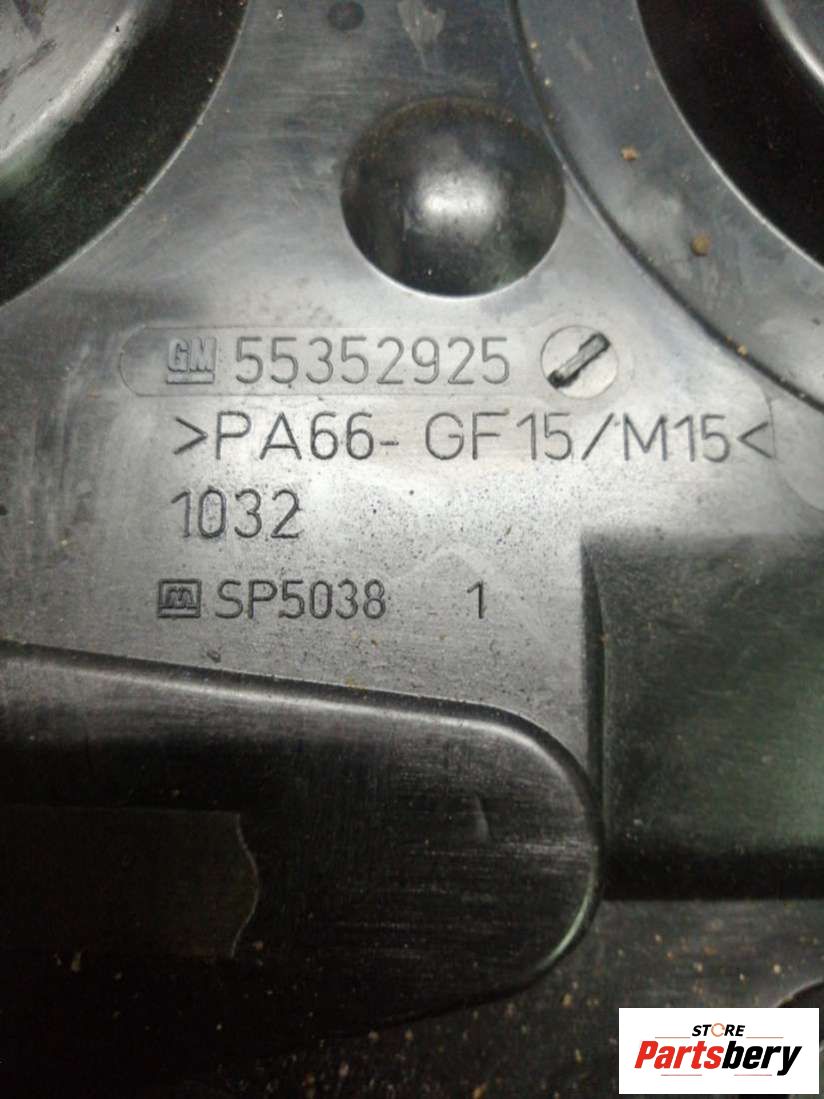 GM 55352925
>PA66- GF15/M15<
1032
SP5038 1
STORE
Partsbery